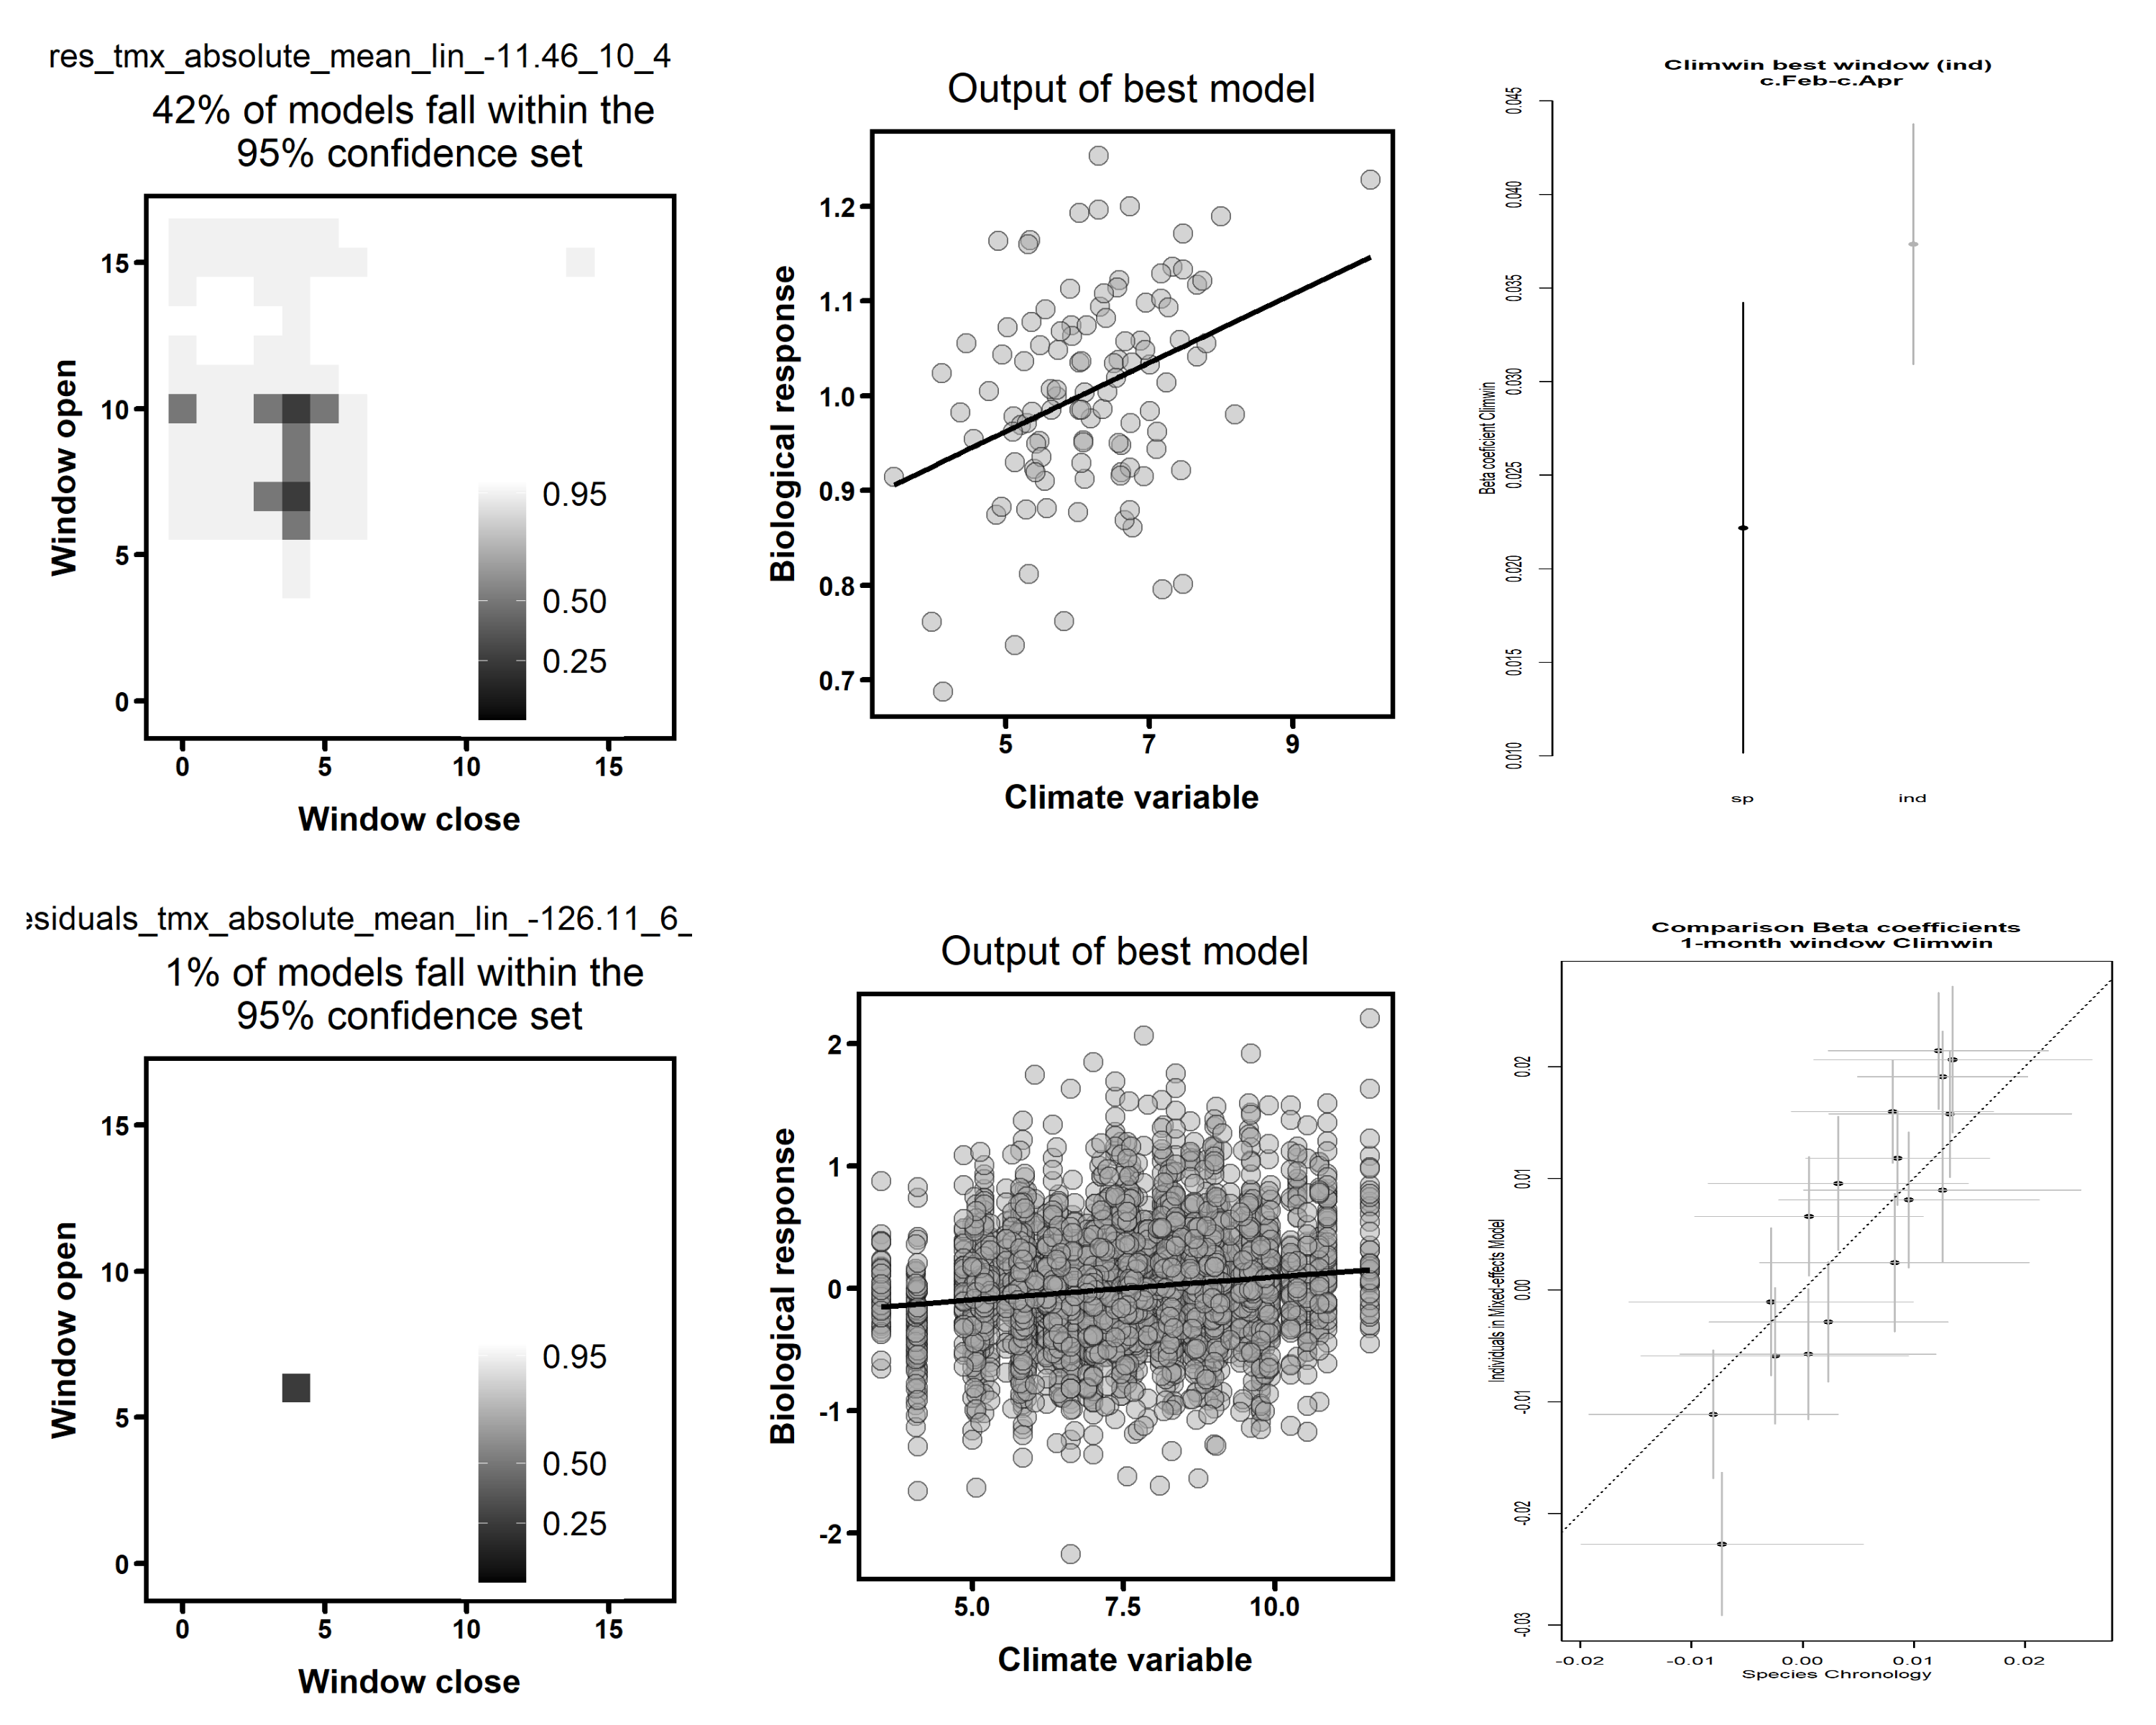 res_tmx_absolute_mean_lin_-11.46_10_4
42% of models fall within the
95% confidence set
Window open
15
10
5
0
0.95
0.50
0.25
0 5 10 15
Window close
Output of best model
Biological response
1.2
1.1
1.0
0.9
0.8
0.7
5 7 9
Climate variable
Climwin best window (ind)
c.Feb-c.Apr
Beta coeficient Climwin
0.045
0.040
0.035
0.030
0.025
0.020
0.015
0.010
sp ind
esiduals_tmx_absolute_mean_lin_-126.11_6_
1% of models fall within the
95% confidence set
Window open
15
10
5
0
0.95
0.50
0.25
0 5 10 15
Window close
Output of best model
Biological response
2
1
0
-1
-2
5.0 7.5 10.0
Climate variable
Comparison Beta coefficients
1-month window Climwin
Individuals in Mixed-effects Model
0.02
0.01
0.00
-0.01
-0.02
-0.03
-0.02 -0.01 0.00 0.01 0.02
Species Chronology